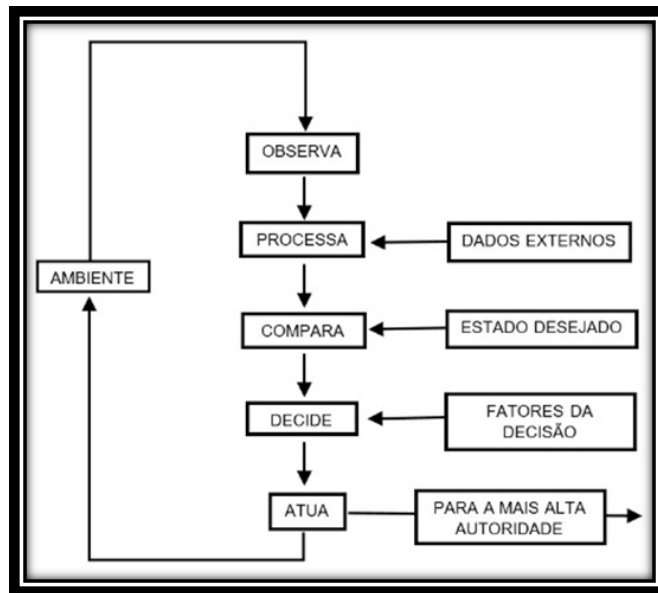 OBSERVA
PROCESSA
DADOS EXTERNOS
AMBIENTE
COMPARA
ESTADO DESEJADO
DECIDE
FATORES DA
DECISÃO
ATUA
PARA A MAIS ALTA
AUTORIDADE